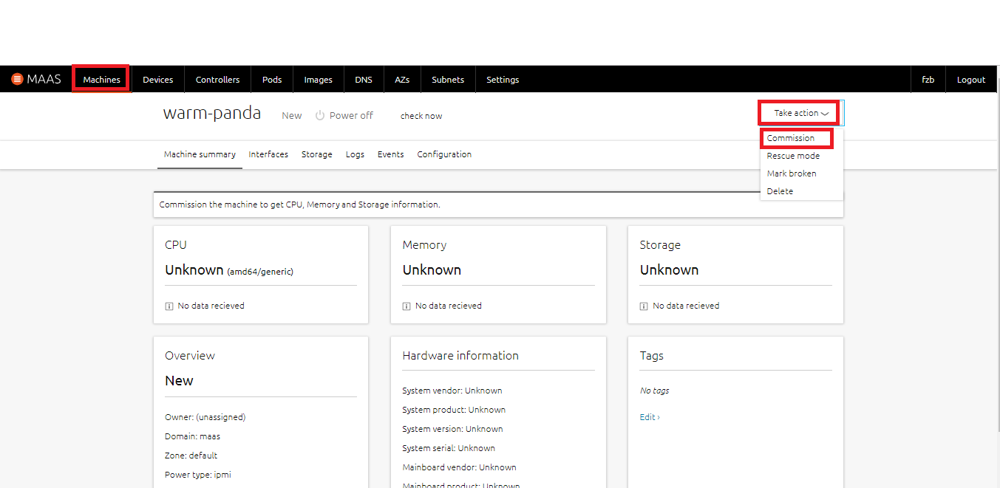 MAAS Machines Devices Controllers Pods Images DNS AZs Subnets Settings fzb Logout
warm-panda New Power off check now Take action
Commission
Rescue mode
Mark broken
Delete
Machine summary Interfaces Storage Logs Events Configuration
Commission the machine to get CPU, Memory and Storage information.
CPU
Unknown (amd64/generic)
No data recieved
Memory
Unknown
No data recieved
Storage
Unknown
No data recieved
Overview
New
Owner: (unassigned)
Domain: maas
Zone: default
Power type: ipmi
Hardware information
System vendor: Unknown
System product: Unknown
System version: Unknown
System serial: Unknown
Mainboard vendor: Unknown
Mainboard product: Unknown
Tags
No tags
Edit ›